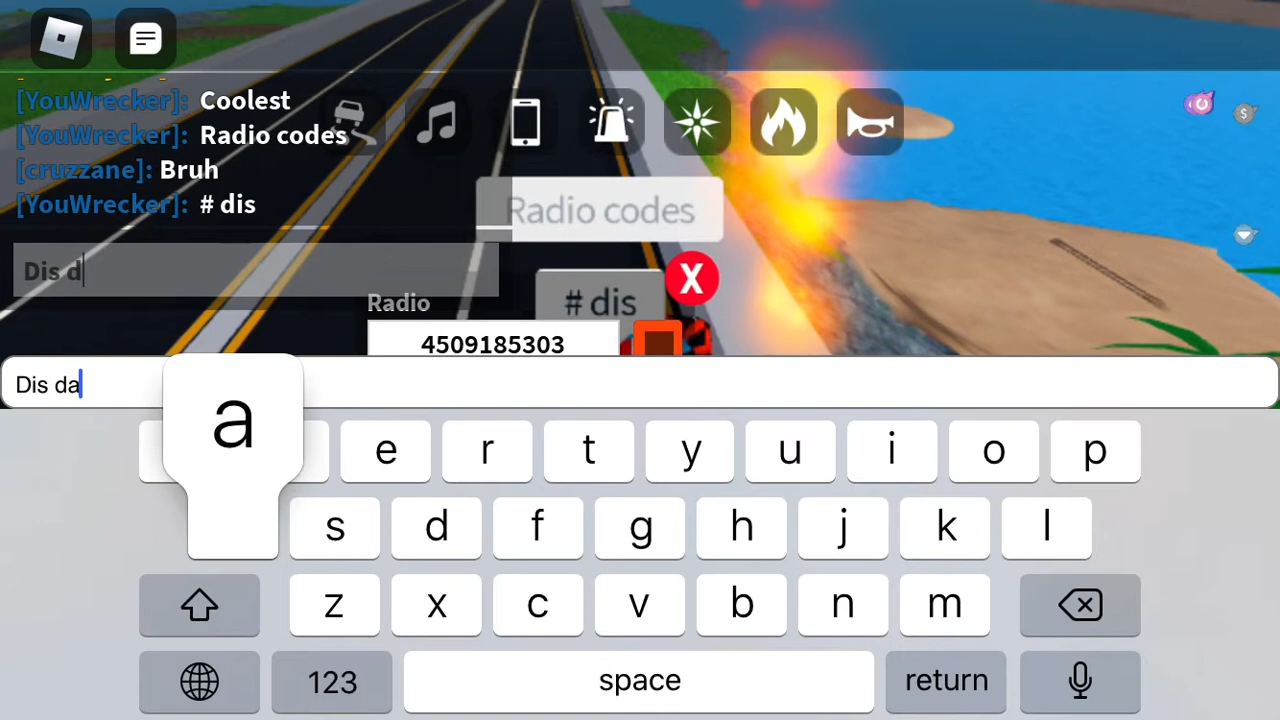 [YouWrecker]: Coolest
[YouWrecker]: Radio codes
[cruzzane]: Bruh
[YouWrecker]: # dis
Radio codes
Dis d
# dis
X
Radio
4509185303
Dis da
a
e r t y u i o p
s d f g h j k l
z x c v b n m
123 space return
$